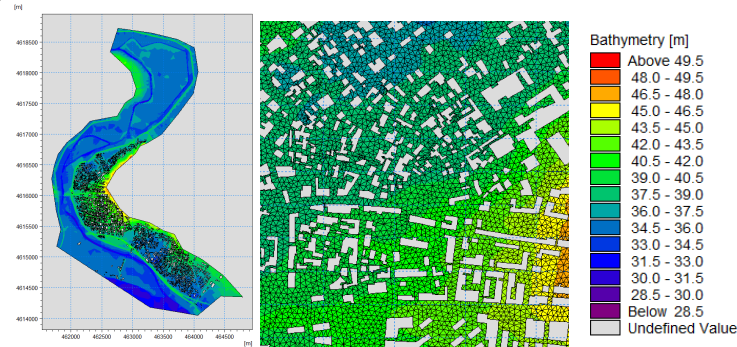 [m]
4618500
4618000
4617500
4617000
4616500
4616000
4615500
4615000
4614500
4614000
462000
462500
463000
463500
464000
464500
[m]
Bathymetry [m]
Above 49.5
48.0 - 49.5
46.5 - 48.0
45.0 - 46.5
43.5 - 45.0
42.0 - 43.5
40.5 - 42.0
39.0 - 40.5
37.5 - 39.0
36.0 - 37.5
34.5 - 36.0
33.0 - 34.5
31.5 - 33.0
30.0 - 31.5
28.5 - 30.0
Below 28.5
Undefined Value